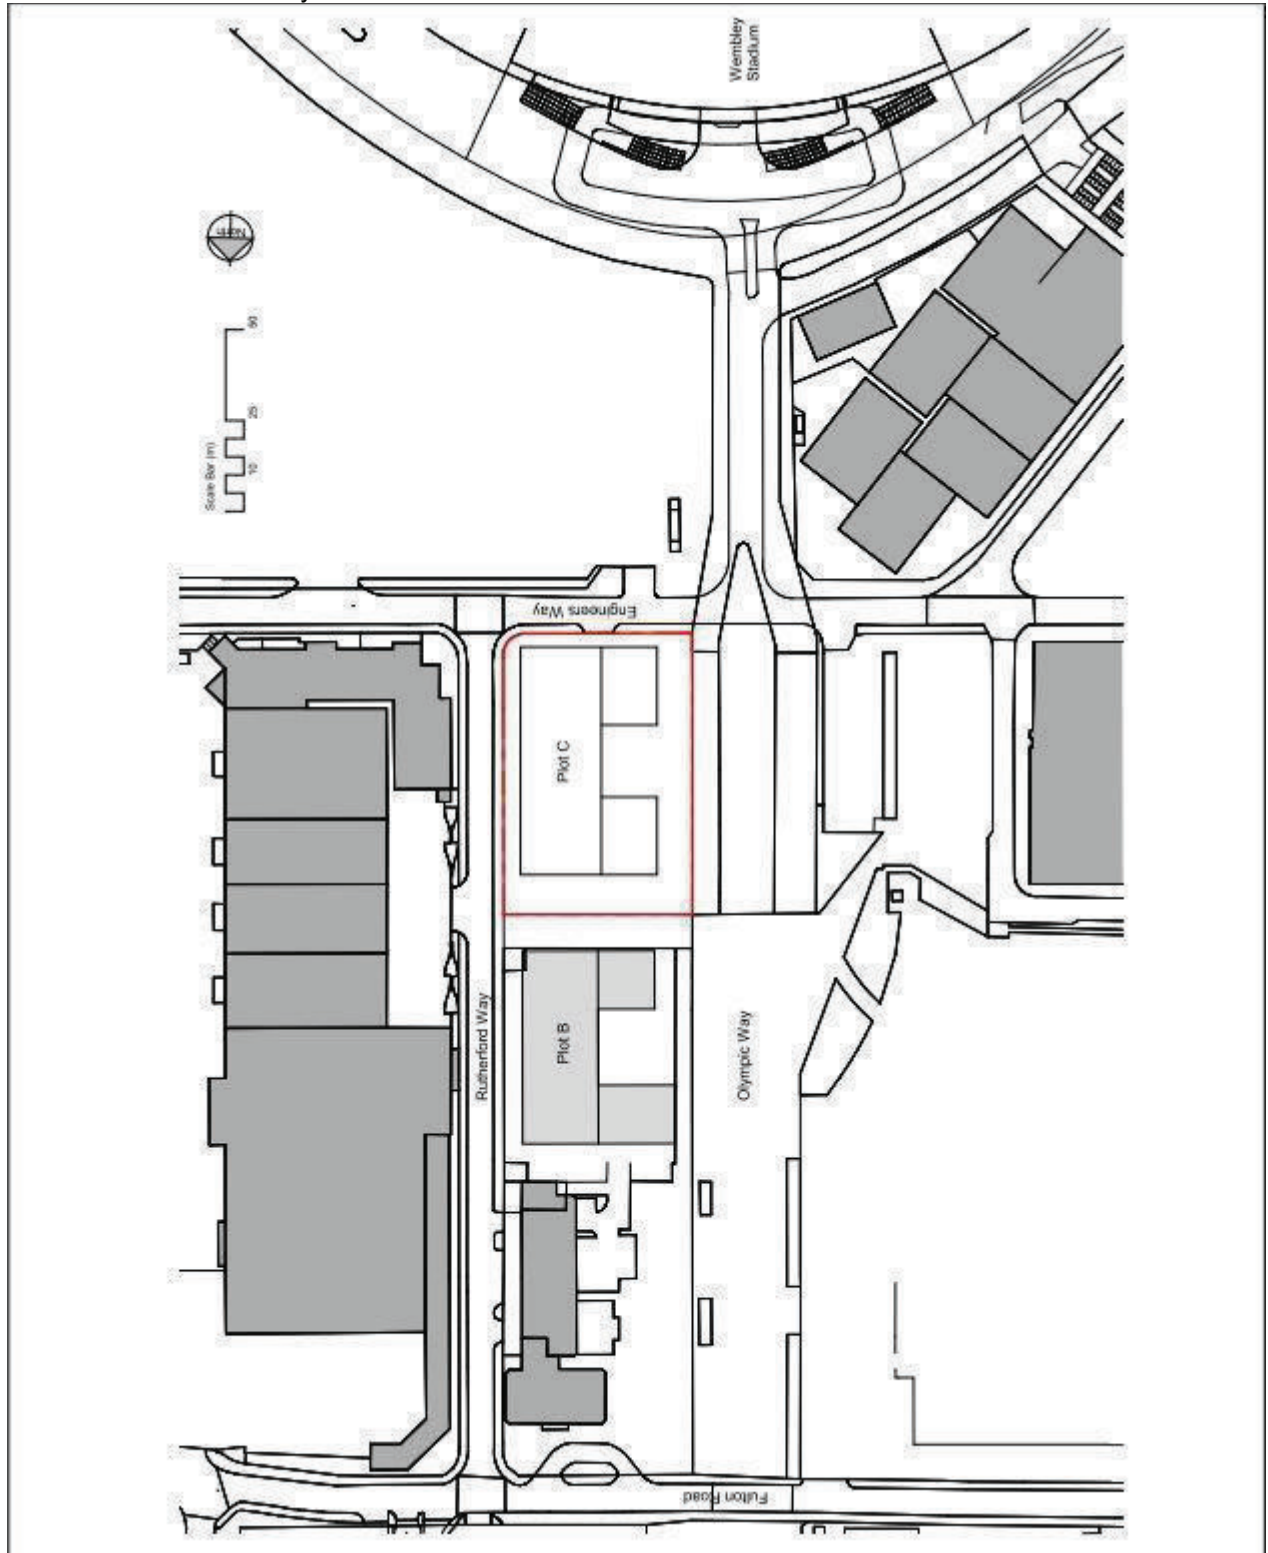 Wembley
Stadium
North
50
25
Scale Bar (m)
10
Engineers Way
Plot C
Rutherford Way
Plot B
Olympic Way
Fulton Road